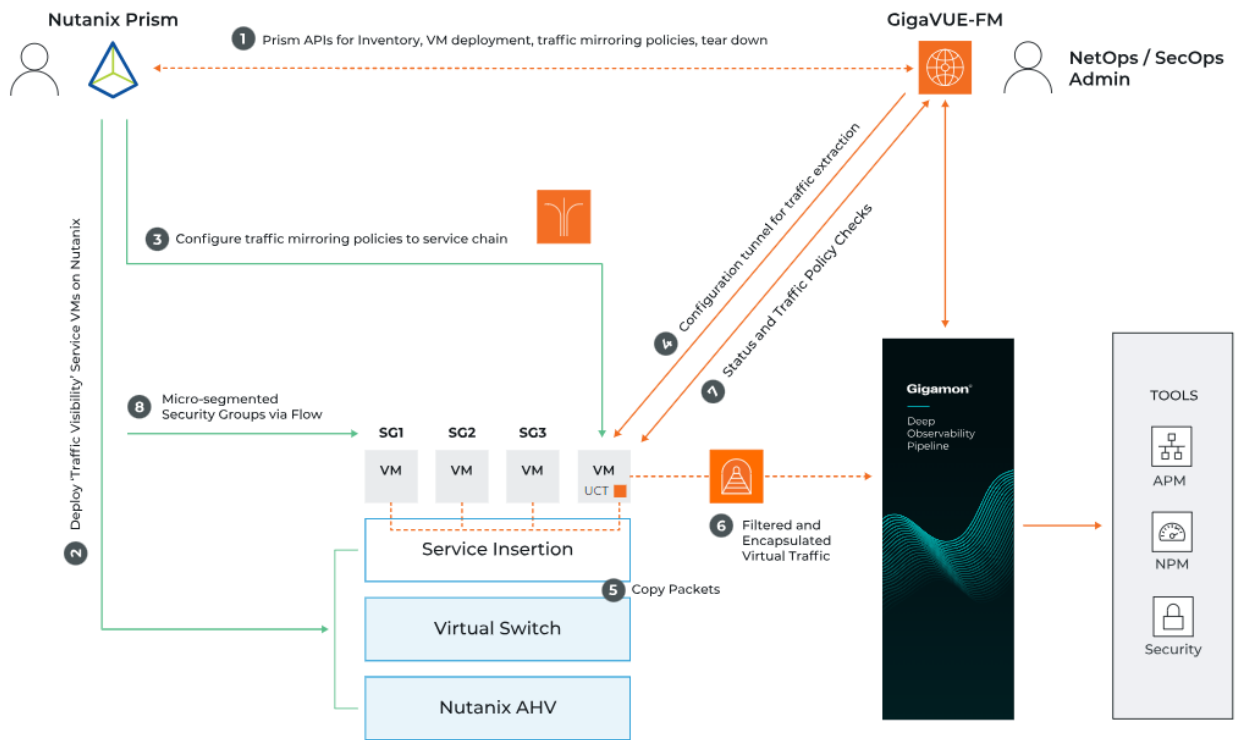 Nutanix Prism
GigaVUE-FM
1 Prism APIs for Inventory, VM deployment, traffic mirroring policies, tear down
NetOps / SecOps
Admin
2 Deploy 'Traffic Visibility' Service VMs on Nutanix
3 Configure traffic mirroring policies to service chain
4 Configuration tunnel for traffic extraction
7 Status and Traffic Policy Checks
8 Micro-segmented
Security Groups via Flow
SG1
SG2
SG3
VM
VM
VM
VM
UCT
6 Filtered and
Encapsulated
Virtual Traffic
Service Insertion
5 Copy Packets
Virtual Switch
Nutanix AHV
Gigamon®
Deep
Observability
Pipeline
TOOLS
APM
NPM
Security